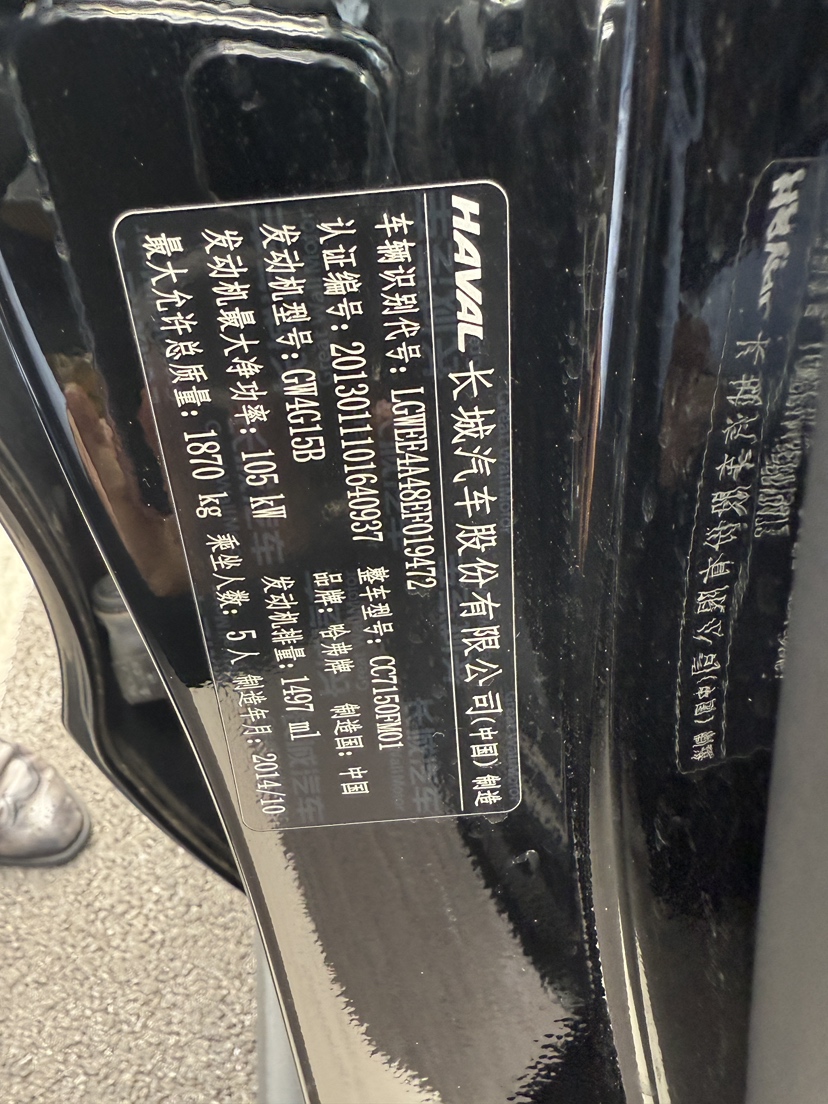 HAVAL 长城汽车股份有限公司(中国) 制造
车辆识别代号: LGWEE4A48EE019472
认证编号: 2013011101640937 整车型号: CC7150FM01
发动机型号: GW4G15B 品牌: 哈弗牌 制造国: 中国
发动机最大净功率: 105 kW 发动机排量: 1497 ml
最大允许总质量: 1870 kg 乘坐人数: 5人 制造年月: 2014/10